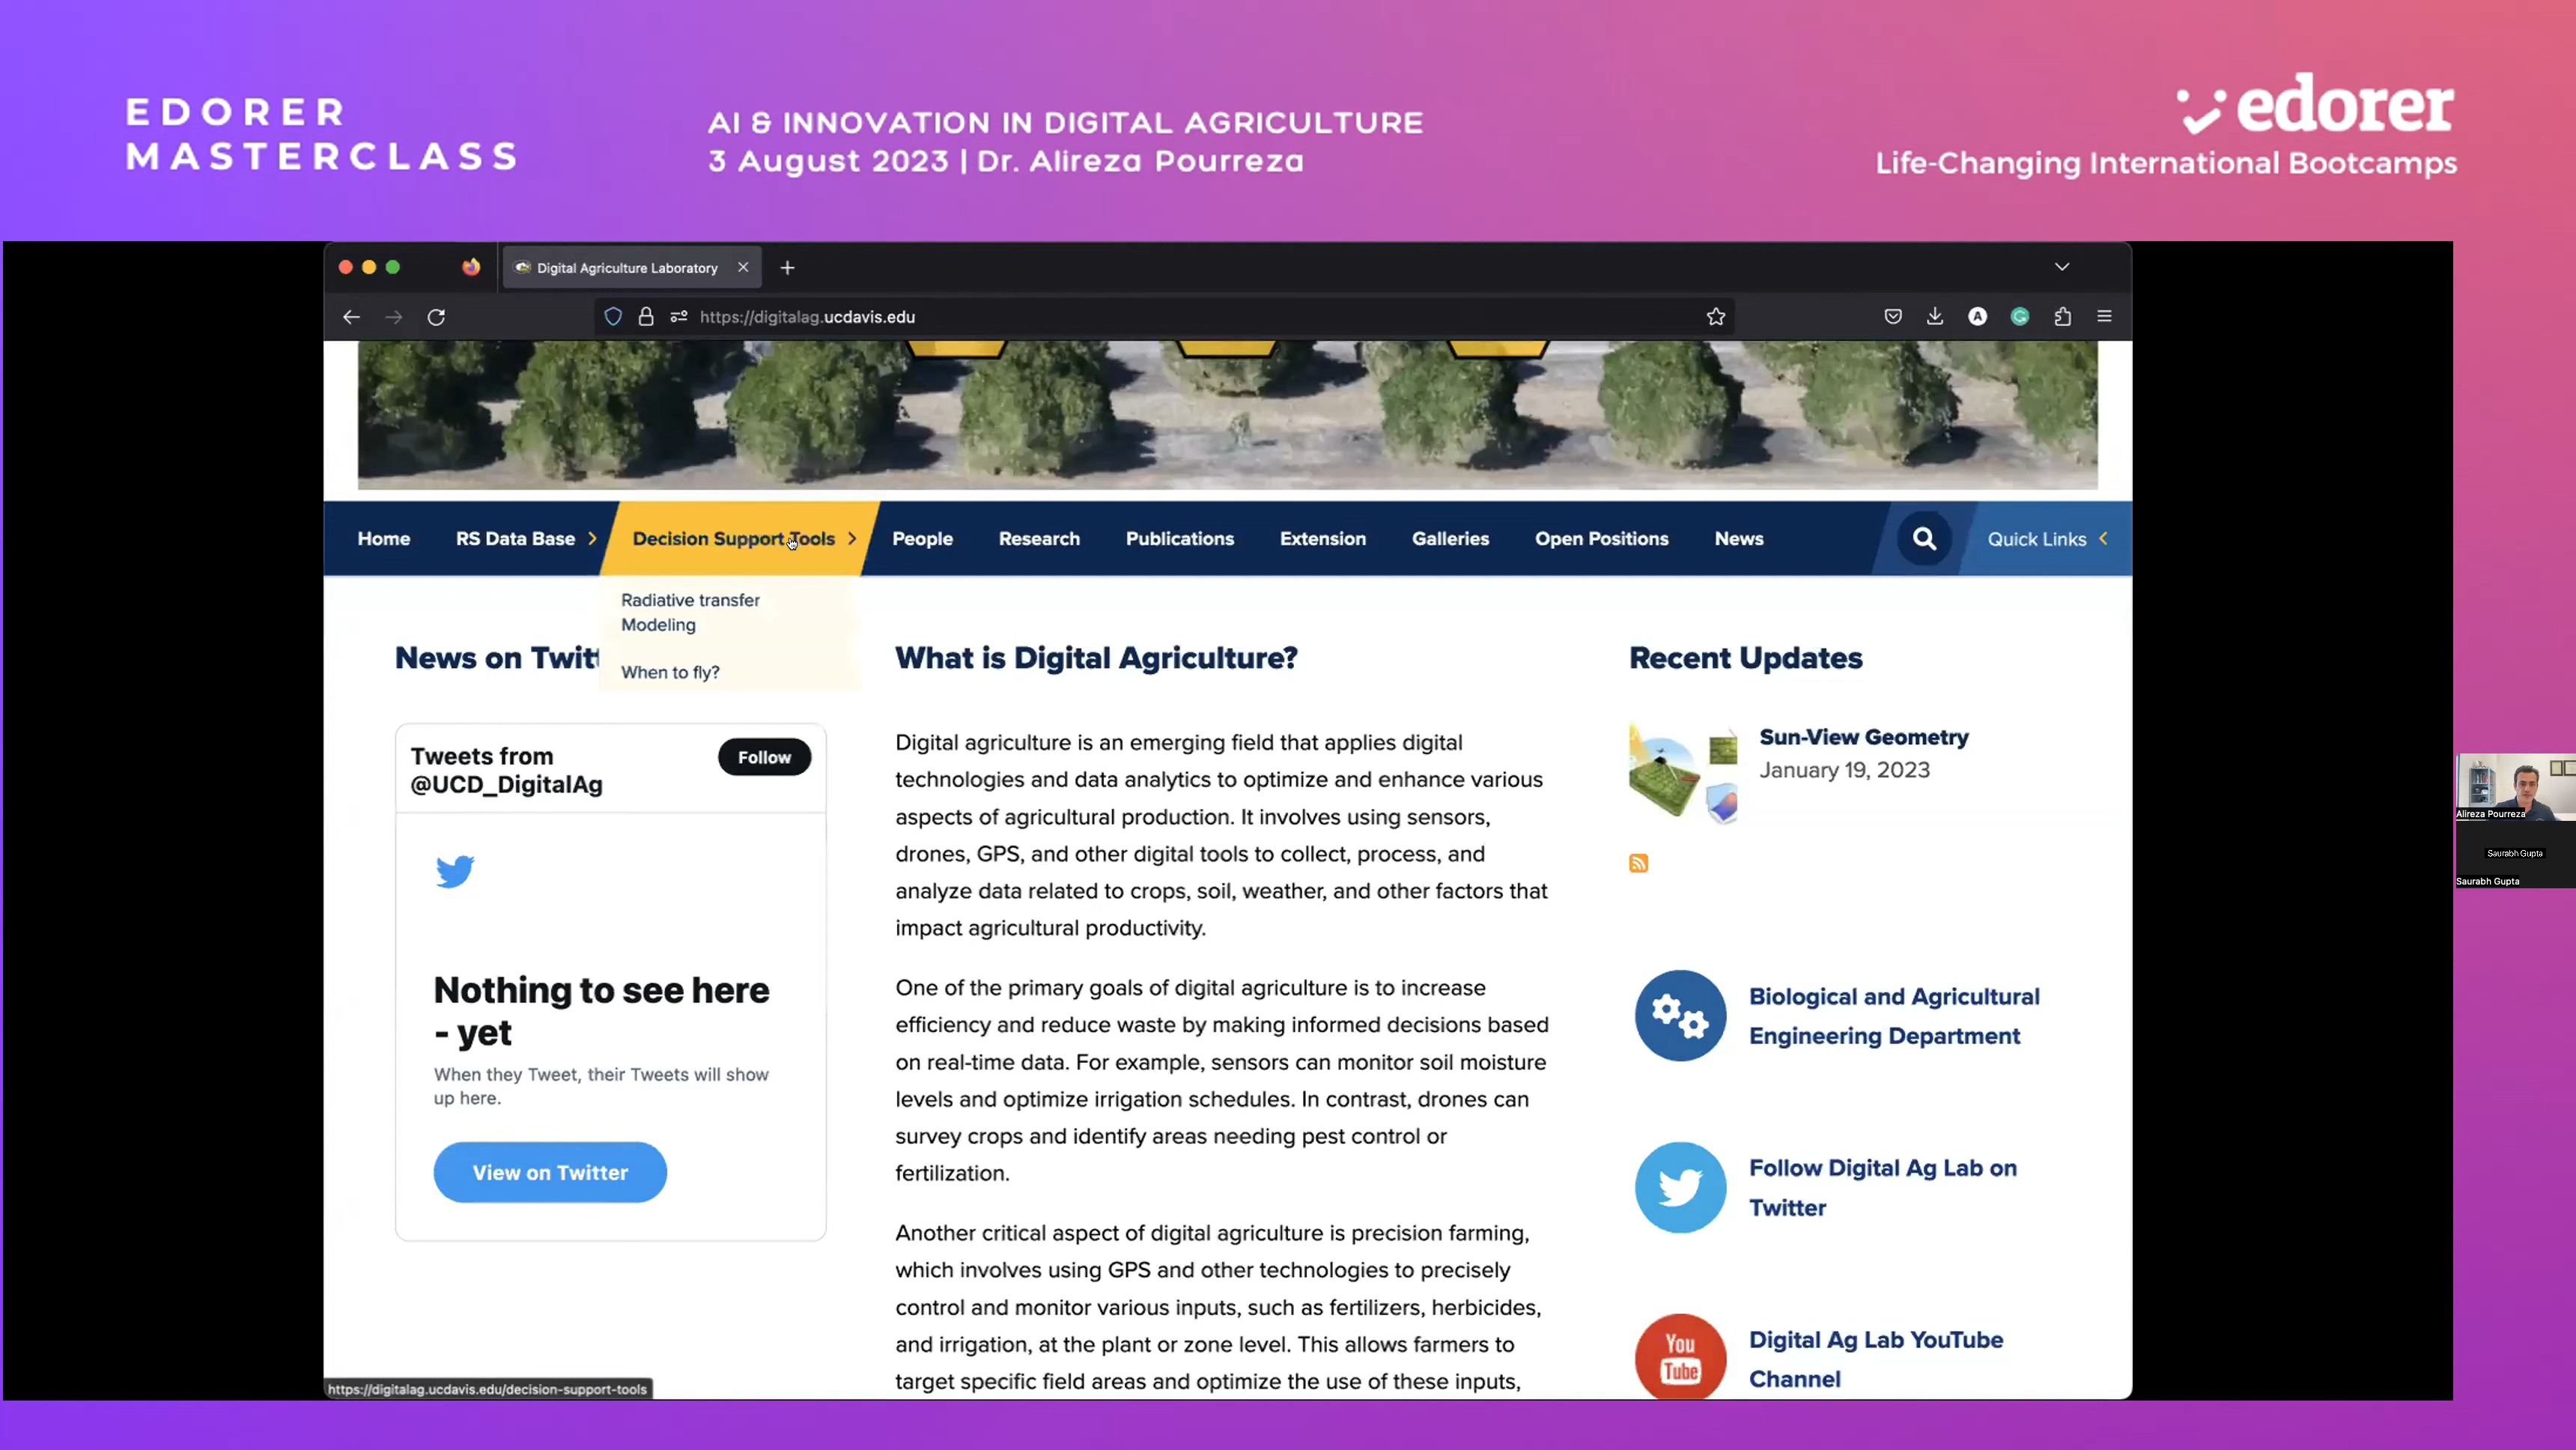 EDORER
MASTERCLASS
AI & INNOVATION IN DIGITAL AGRICULTURE
3 August 2023 | Dr. Alireza Pourreza
edorer
Life-Changing International Bootcamps
Digital Agriculture Laboratory
https://digitalag.ucdavis.edu
A
Home
RS Data Base
Decision Support Tools
People
Research
Publications
Extension
Galleries
Open Positions
News
Quick Links
Radiative transfer
Modeling
When to fly?
News on Twitt
Tweets from
@UCD_DigitalAg
Follow
Nothing to see here
- yet
When they Tweet, their Tweets will show
up here.
View on Twitter
What is Digital Agriculture?
Digital agriculture is an emerging field that applies digital
technologies and data analytics to optimize and enhance various
aspects of agricultural production. It involves using sensors,
drones, GPS, and other digital tools to collect, process, and
analyze data related to crops, soil, weather, and other factors that
impact agricultural productivity.
One of the primary goals of digital agriculture is to increase
efficiency and reduce waste by making informed decisions based
on real-time data. For example, sensors can monitor soil moisture
levels and optimize irrigation schedules. In contrast, drones can
survey crops and identify areas needing pest control or
fertilization.
Another critical aspect of digital agriculture is precision farming,
which involves using GPS and other technologies to precisely
control and monitor various inputs, such as fertilizers, herbicides,
and irrigation, at the plant or zone level. This allows farmers to
target specific field areas and optimize the use of these inputs,
Recent Updates
Sun-View Geometry
January 19, 2023
Biological and Agricultural
Engineering Department
Follow Digital Ag Lab on
Twitter
You
Tube
Digital Ag Lab YouTube
Channel
https://digitalag.ucdavis.edu/decision-support-tools
Alireza Pourreza
Saurabh Gupta
Saurabh Gupta